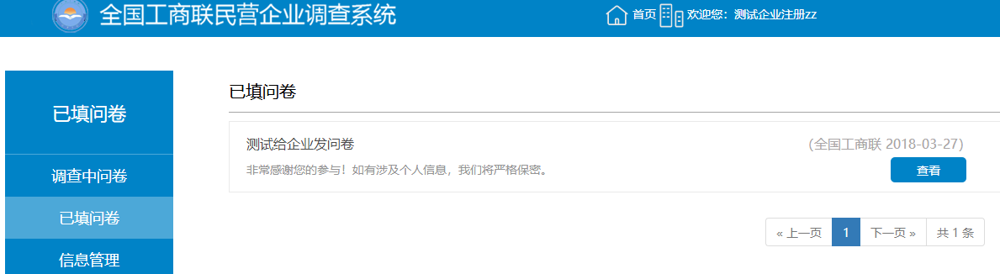 全国工商联民营企业调查系统
首页 欢迎您：测试企业注册zz
已填问卷
调查中问卷
已填问卷
信息管理
已填问卷
测试给企业发问卷 （全国工商联 2018-03-27）
非常感谢您的参与！如有涉及个人信息，我们将严格保密。 查看
« 上一页 1 下一页 » 共 1 条